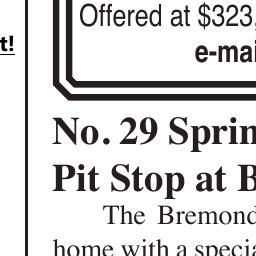 Offered at $323,
e-mai
t!
No. 29 Sprin
Pit Stop at B
The Bremond
home with a specia